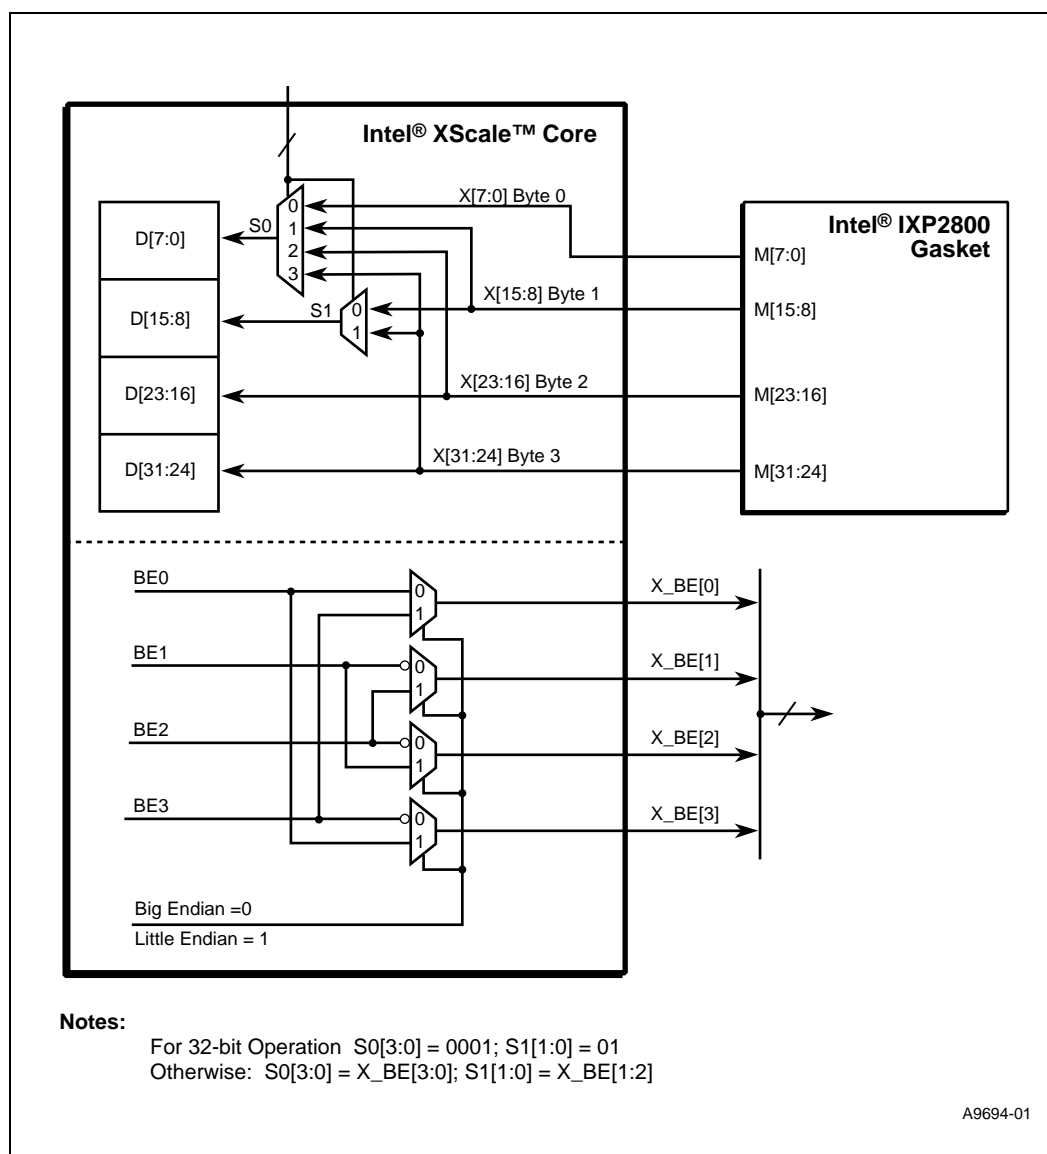 Intel® XScale™ Core
X[7:0] Byte 0
0
1
2
3
S0
D[7:0]
Intel® IXP2800
Gasket
M[7:0]
X[15:8] Byte 1
0
1
S1
D[15:8]
M[15:8]
X[23:16] Byte 2
D[23:16]
M[23:16]
X[31:24] Byte 3
D[31:24]
M[31:24]
BE0
0
1
X_BE[0]
BE1
0
1
X_BE[1]
BE2
0
1
X_BE[2]
BE3
0
1
X_BE[3]
Big Endian =0
Little Endian = 1
Notes:
For 32-bit Operation S0[3:0] = 0001; S1[1:0] = 01
Otherwise: S0[3:0] = X_BE[3:0]; S1[1:0] = X_BE[1:2]
A9694-01